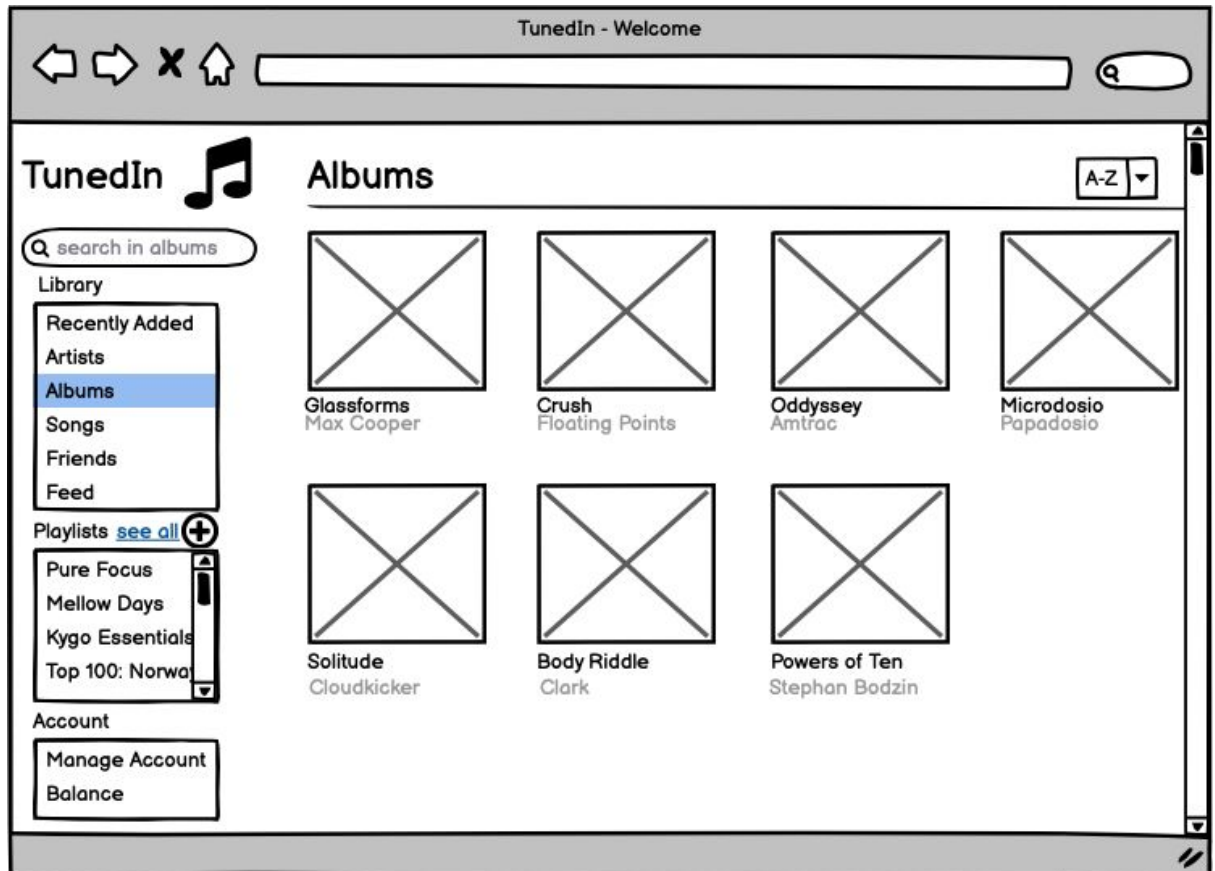 TunedIn - Welcome
TunedIn
Albums
A-Z
search in albums
Library
Recently Added
Artists
Albums
Songs
Friends
Feed
Playlists see all
Pure Focus
Mellow Days
Kygo Essentials
Top 100: Norway
Account
Manage Account
Balance
Glassforms
Max Cooper
Crush
Floating Points
Oddyssey
Amtrac
Microdosio
Papadosio
Solitude
Cloudkicker
Body Riddle
Clark
Powers of Ten
Stephan Bodzin